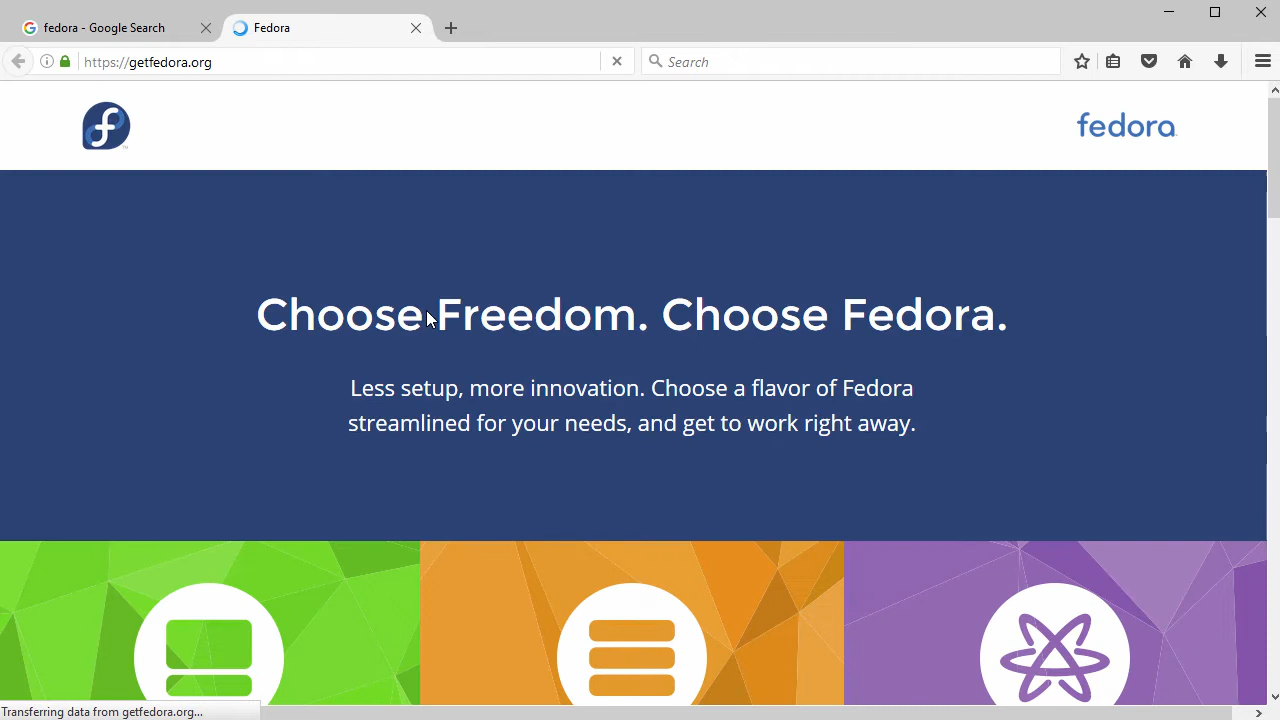 fedora - Google Search
Fedora
https://getfedora.org
Search
fedora
Choose Freedom. Choose Fedora.
Less setup, more innovation. Choose a flavor of Fedora
streamlined for your needs, and get to work right away.
Transferring data from getfedora.org...